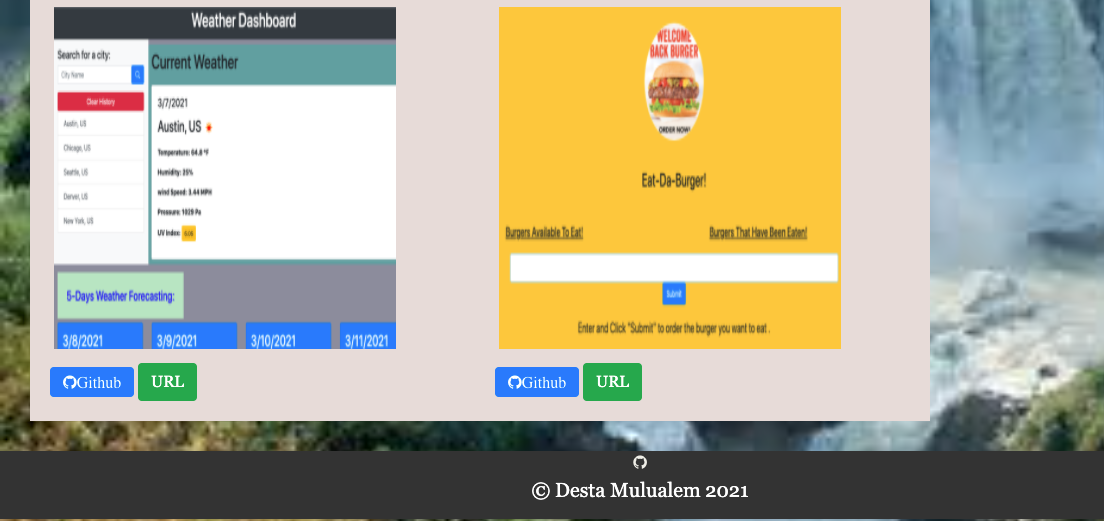 Weather Dashboard
Search for a city:
City Name
Clear History
Austin, US
Chicago, US
Seattle, US
Denver, US
New York, US
Current Weather
3/7/2021
Austin, US
Temperature: 64.8 °F
Humidity: 25%
wind Speed: 3.44 MPH
Pressure: 1029 Pa
UV Index:
5-Days Weather Forecasting:
3/8/2021 3/9/2021 3/10/2021 3/11/2021
Github URL
WELCOME
BACK BURGER
ORDER NOW!
Eat-Da-Burger!
Burgers Available To Eat! Burgers That Have Been Eaten!
Submit
Enter and Click "Submit" to order the burger you want to eat .
Github URL
© Desta Mulualem 2021